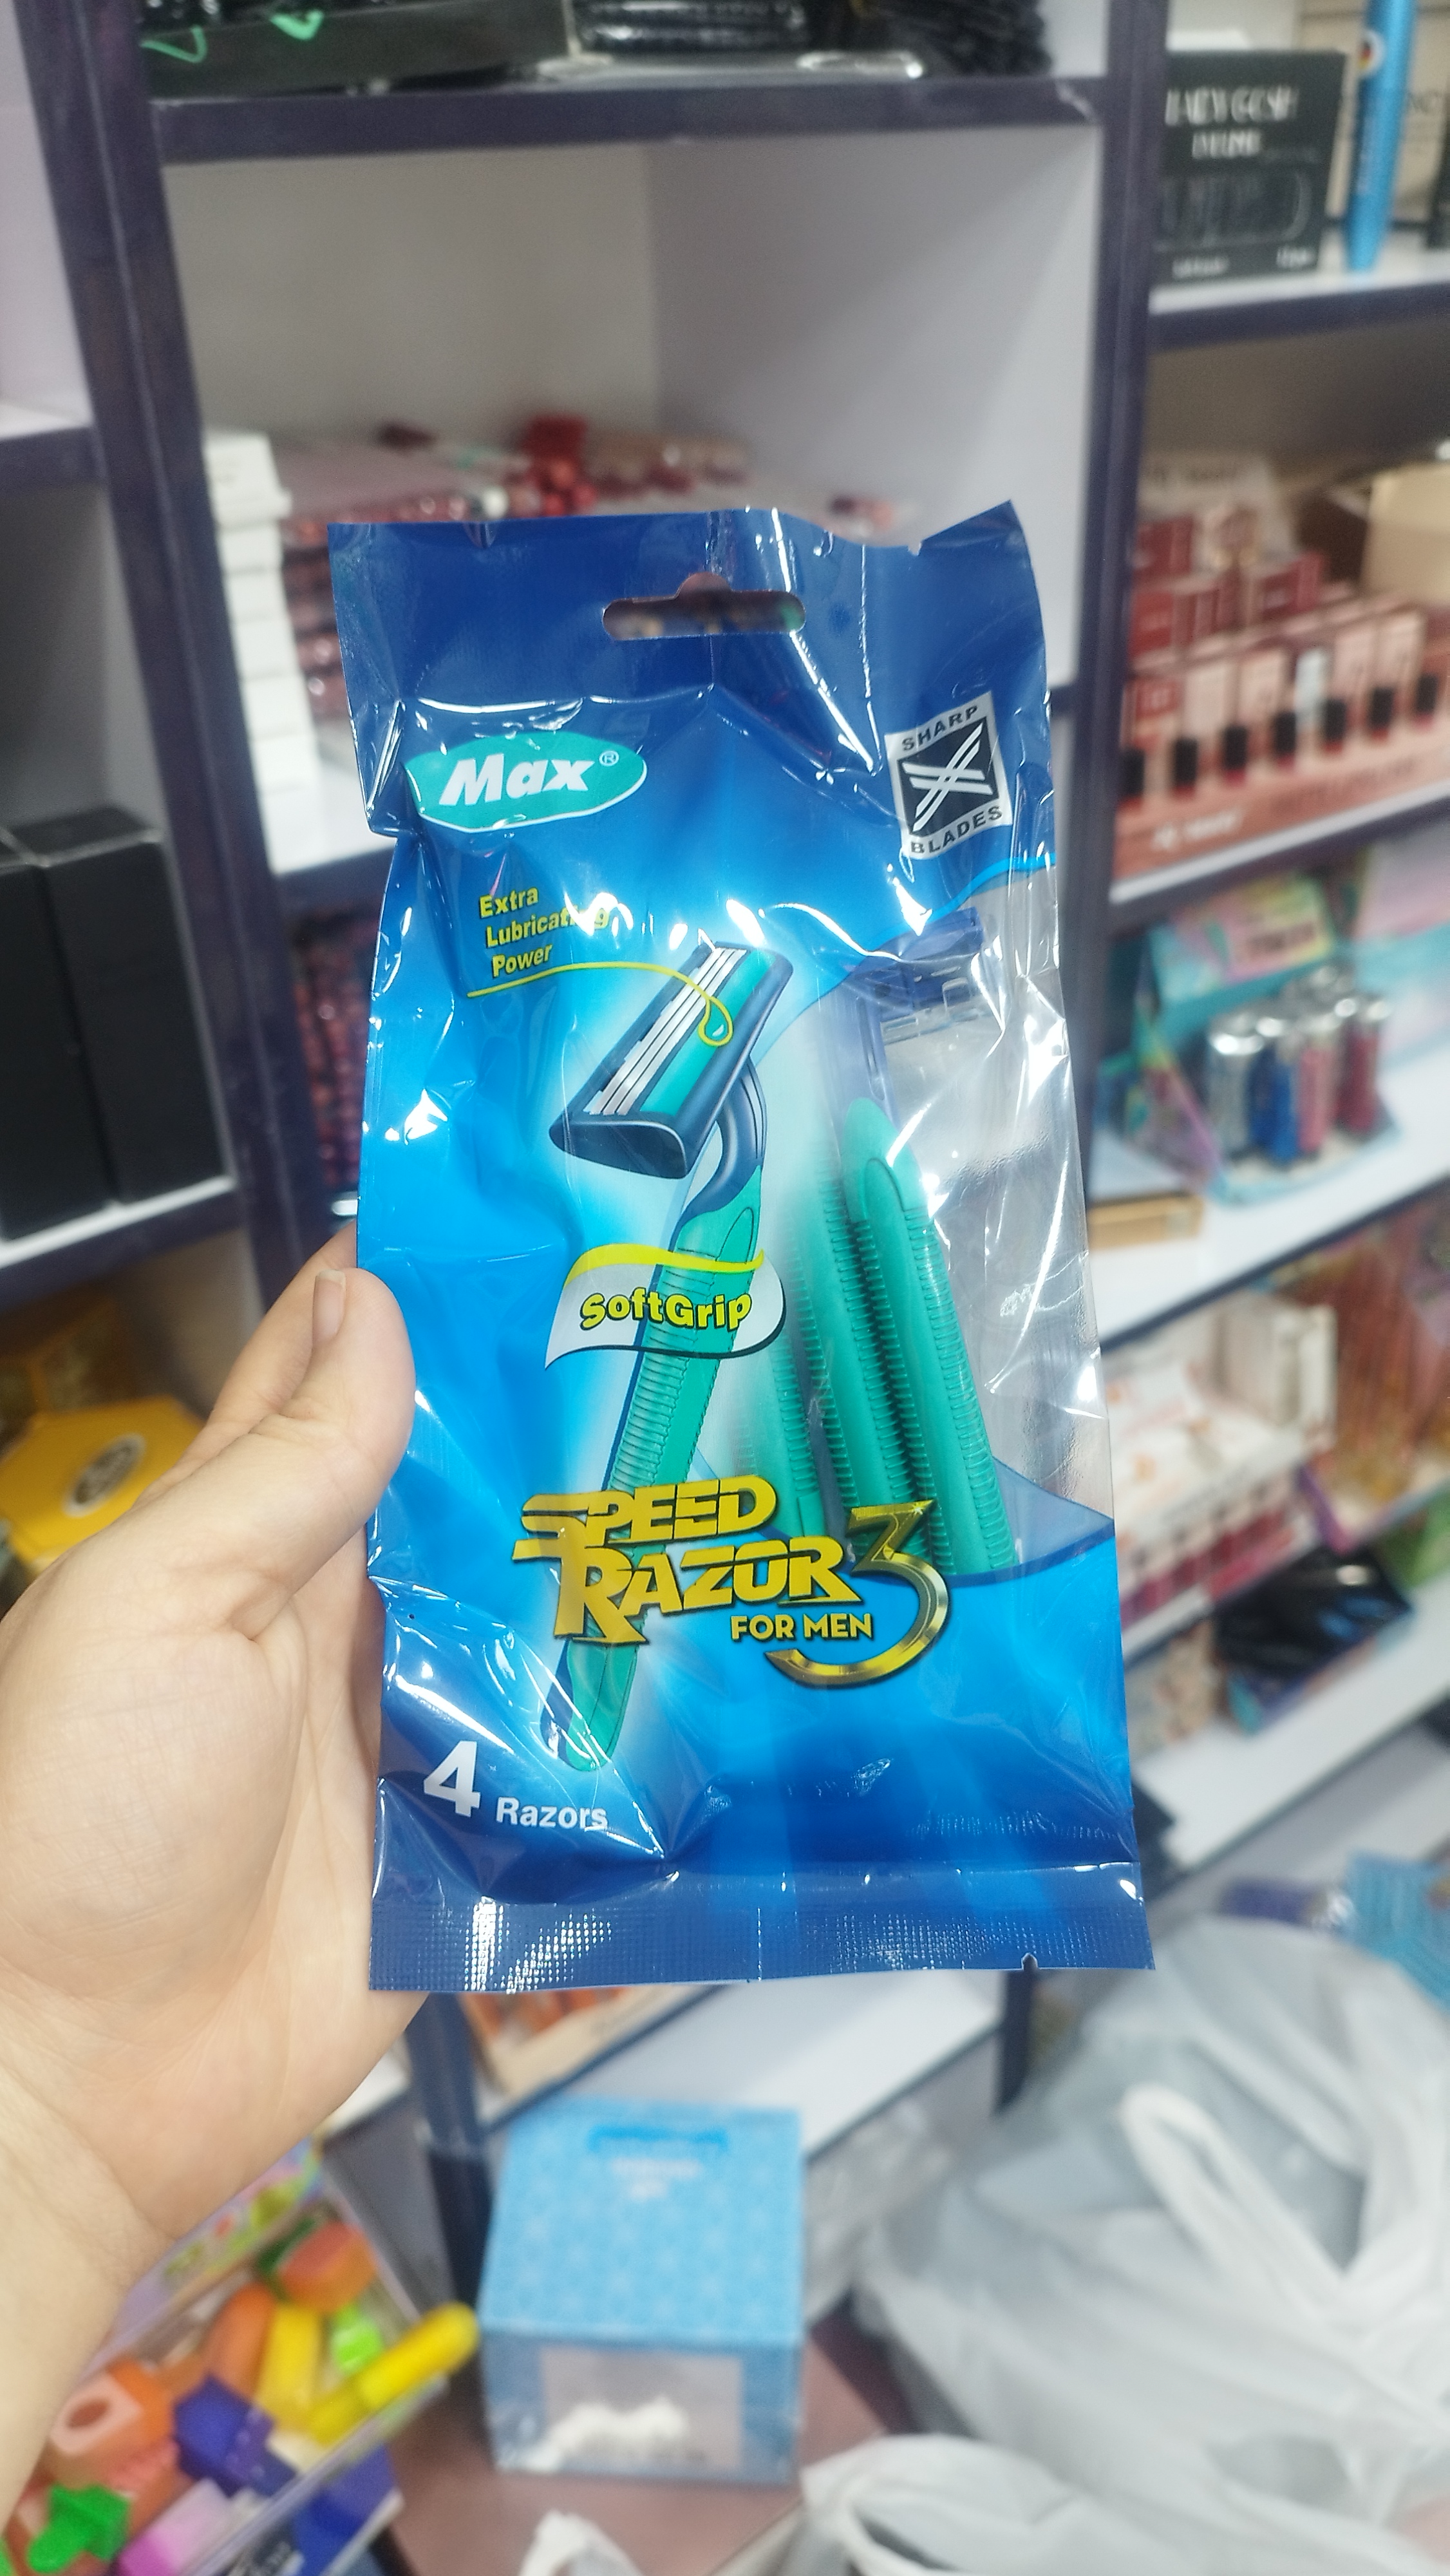 Max®
SHARP
BLADES
Extra
Lubricating
Power
SoftGrip
SPEED
RAZOR 3
FOR MEN
4 Razors